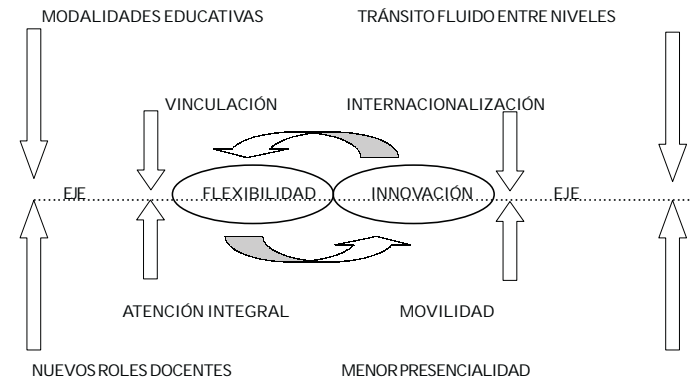 MODALIDADES EDUCATIVAS TRÁNSITO FLUIDO ENTRE NIVELES
VINCULACIÓN INTERNACIONALIZACIÓN
EJE FLEXIBILIDAD INNOVACIÓN EJE
ATENCIÓN INTEGRAL MOVILIDAD
NUEVOS ROLES DOCENTES MENOR PRESENCIALIDAD